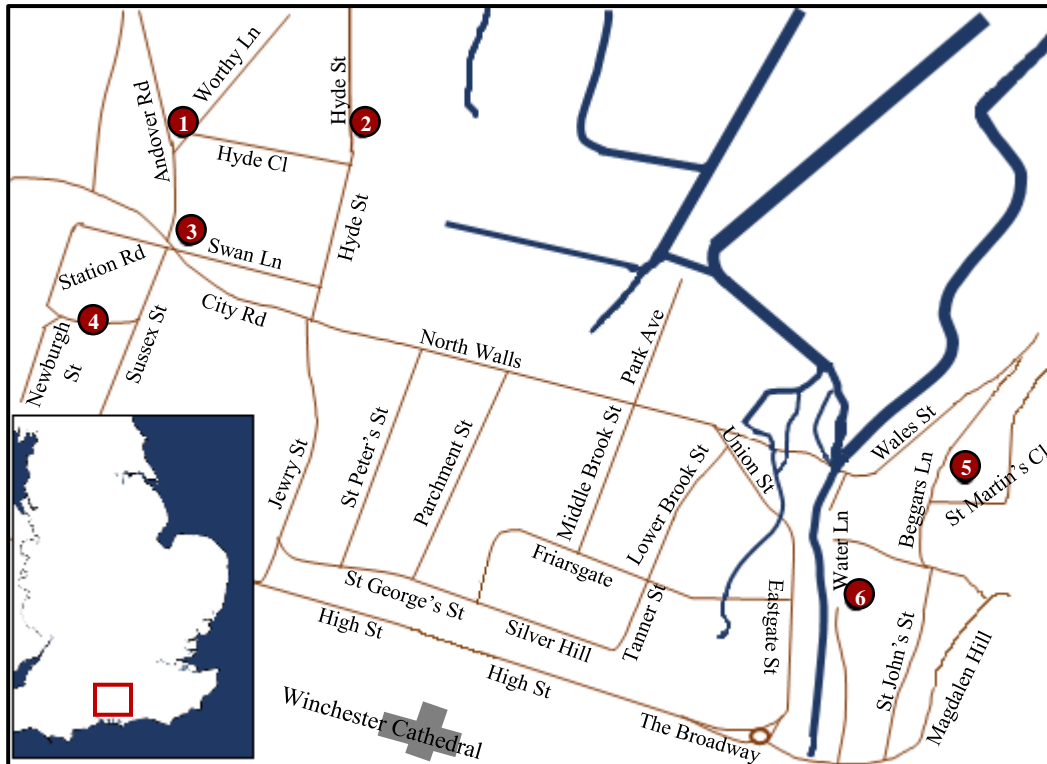 Andover Rd
Worthy Ln
Hyde St
1
2
Hyde Cl
3
Hyde St
Swan Ln
Station Rd
City Rd
4
Newburgh
St
Sussex St
North Walls
Park Ave
Jewry St
St Peter's St
Parchment St
Middle Brook St
Lower Brook St
Union St
Wales St
Beggars Ln
5
St Martin's Cl
Water Ln
Friarsgate
St George's St
Silver Hill
Tanner St
Eastgate St
6
St John's St
Magdalen Hill
High St
High St
The Broadway
Winchester Cathedral